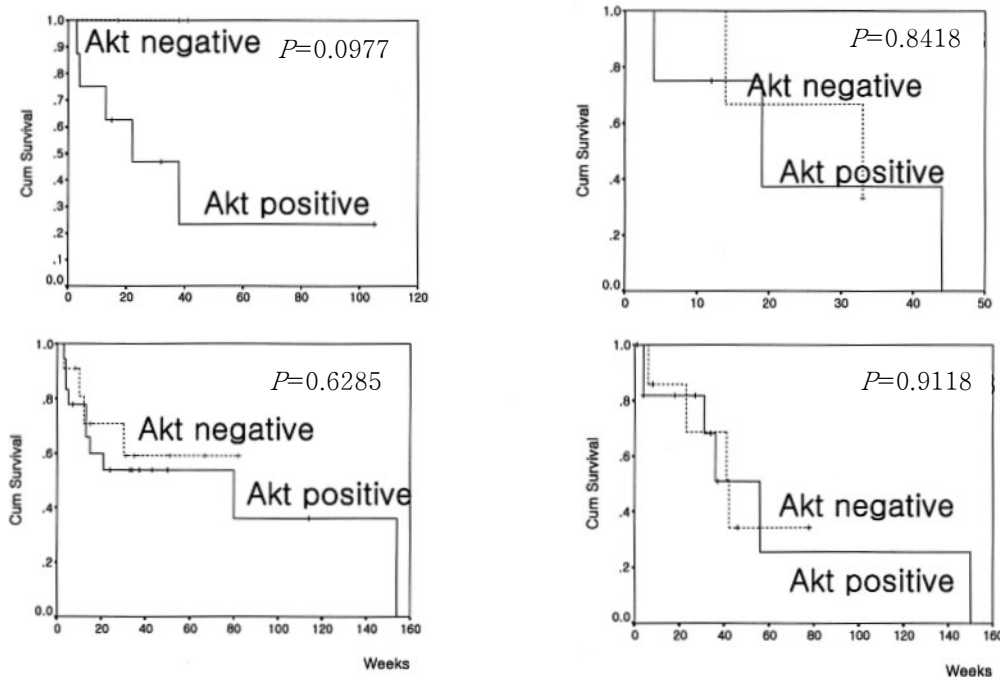 1.0
Akt negative
P=0.0977
.9
.8
.7
.6
.5
.4
.3
.2
.1
0.0
Cum Survival
Akt positive
0 20 40 60 80 100 120
1.0
P=0.8418
.8
Akt negative
.6
.4
Akt positive
.2
0.0
Cum Survival
0 10 20 30 40 50
1.0
P=0.6285
.8
Akt negative
.6
.4
Akt positive
.2
0.0
Cum Survival
0 20 40 60 80 100 120 140 160
Weeks
1.0
P=0.9118
.8
.6
Akt negative
.4
.2
Akt positive
0.0
Cum Survival
0 20 40 60 80 100 120 140 160
Weeks